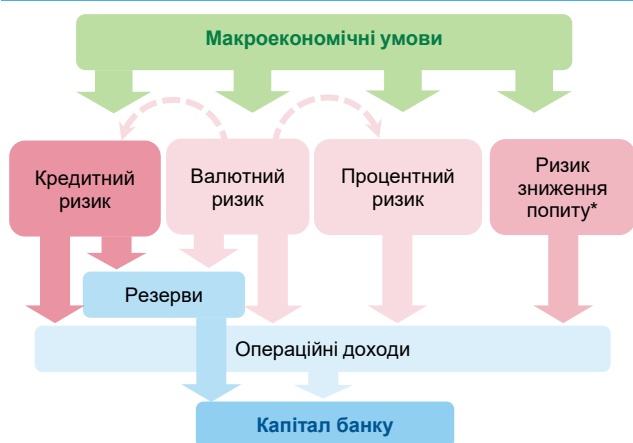 Макроекономічні умови
Кредитний
ризик
Валютний
ризик
Процентний
ризик
Ризик
зниження
попиту*
Резерви
Операційні доходи
Капітал банку